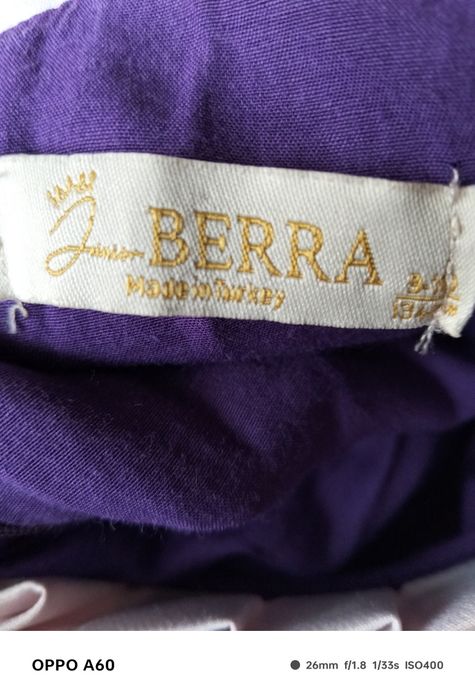 Junior BERRA
Made in Turkey
OPPO A60
26mm f/1.8 1/33s ISO400